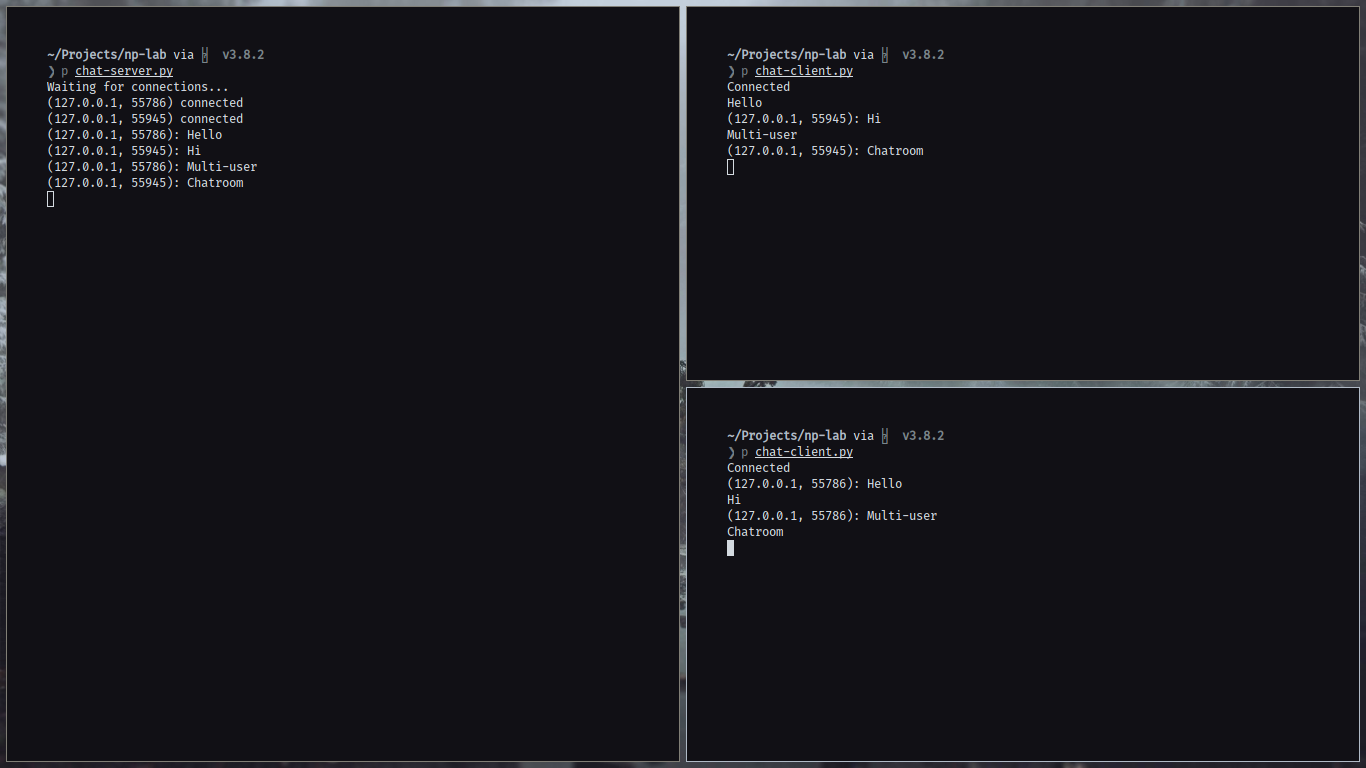 ~/Projects/np-lab via v3.8.2
❯ p chat-server.py
Waiting for connections...
(127.0.0.1, 55786) connected
(127.0.0.1, 55945) connected
(127.0.0.1, 55786): Hello
(127.0.0.1, 55945): Hi
(127.0.0.1, 55786): Multi-user
(127.0.0.1, 55945): Chatroom
~/Projects/np-lab via v3.8.2
❯ p chat-client.py
Connected
Hello
(127.0.0.1, 55945): Hi
Multi-user
(127.0.0.1, 55945): Chatroom
~/Projects/np-lab via v3.8.2
❯ p chat-client.py
Connected
(127.0.0.1, 55786): Hello
Hi
(127.0.0.1, 55786): Multi-user
Chatroom